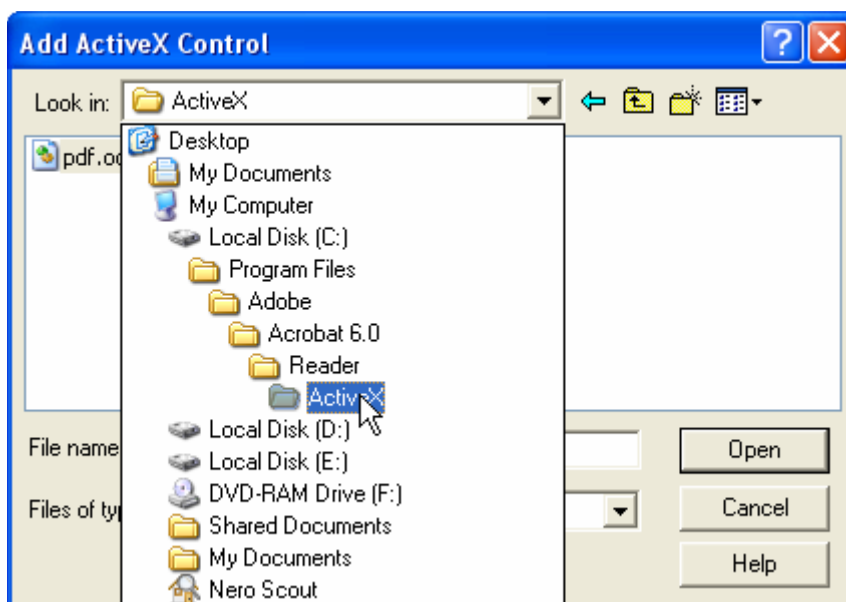 Add ActiveX Control
Look in: ActiveX
Desktop
pdf.oc
My Documents
My Computer
Local Disk (C:)
Program Files
Adobe
Acrobat 6.0
Reader
ActiveX
Local Disk (D:)
File name
Open
Local Disk (E:)
DVD-RAM Drive (F:)
Files of ty
Cancel
Shared Documents
My Documents
Help
Nero Scout